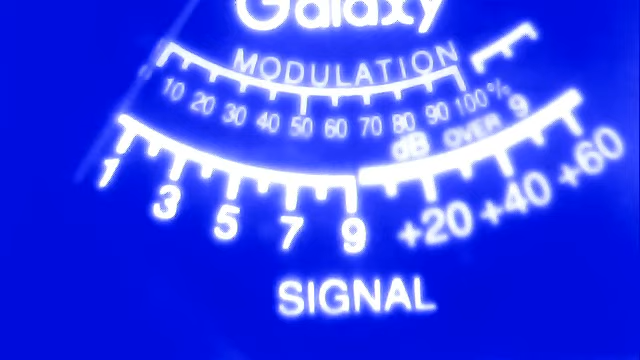 Galaxy
MODULATION
10 20 30 40 50 60 70 80 90 100%
dB OVER 9
1 3 5 7 9 +20 +40 +60
SIGNAL